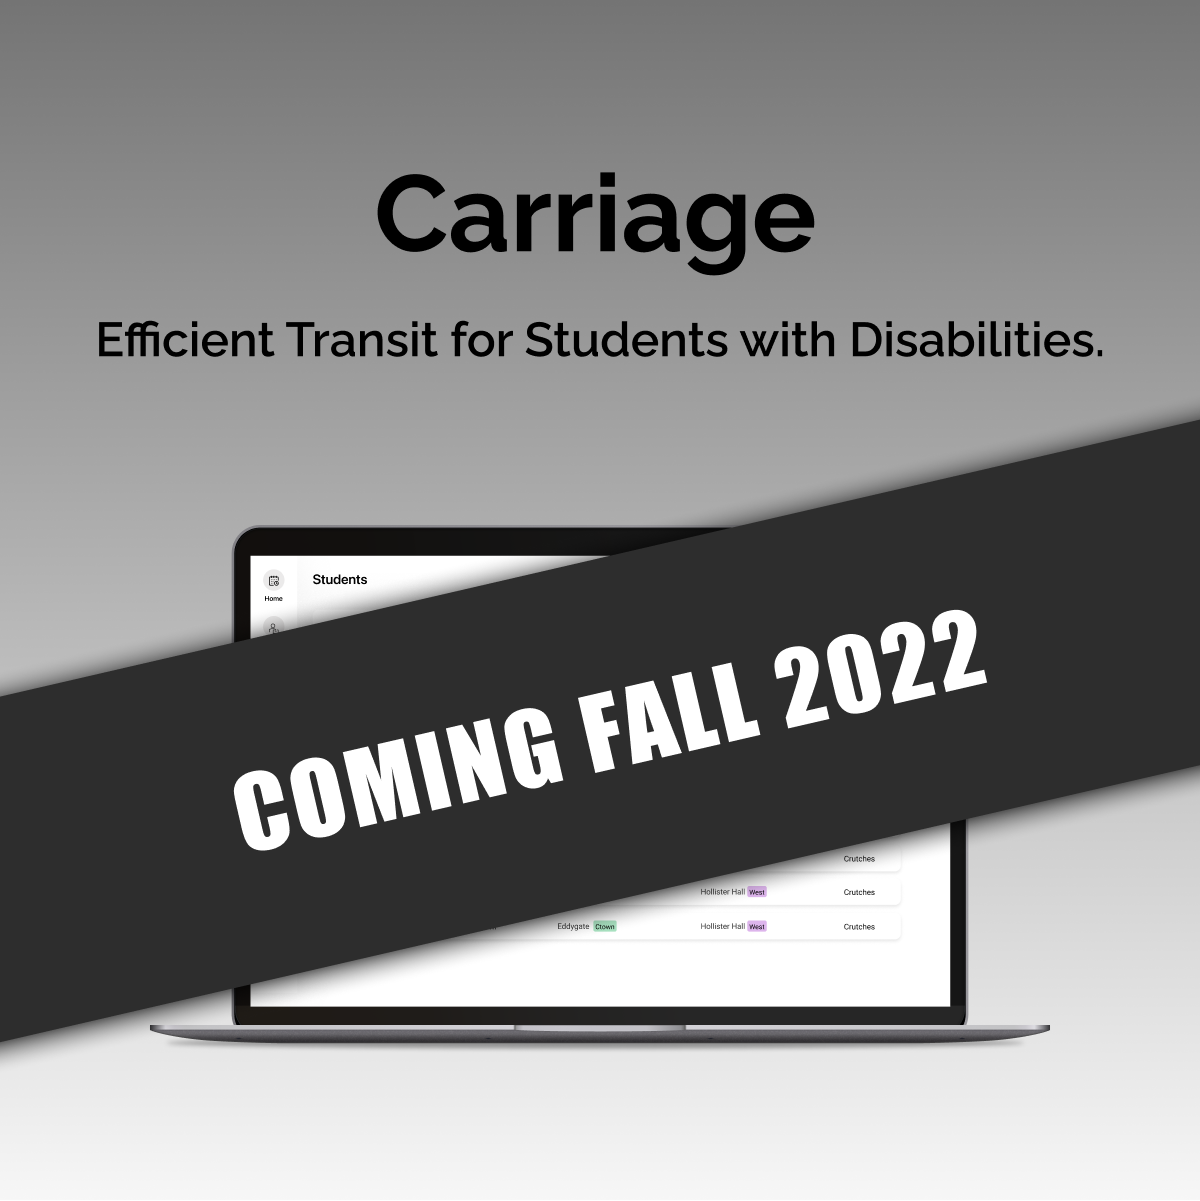 Carriage
Efficient Transit for Students with Disabilities.
Students
Home
COMING FALL 2022
Crutches
Hollister Hall West Crutches
Eddygate Ctown Hollister Hall West Crutches